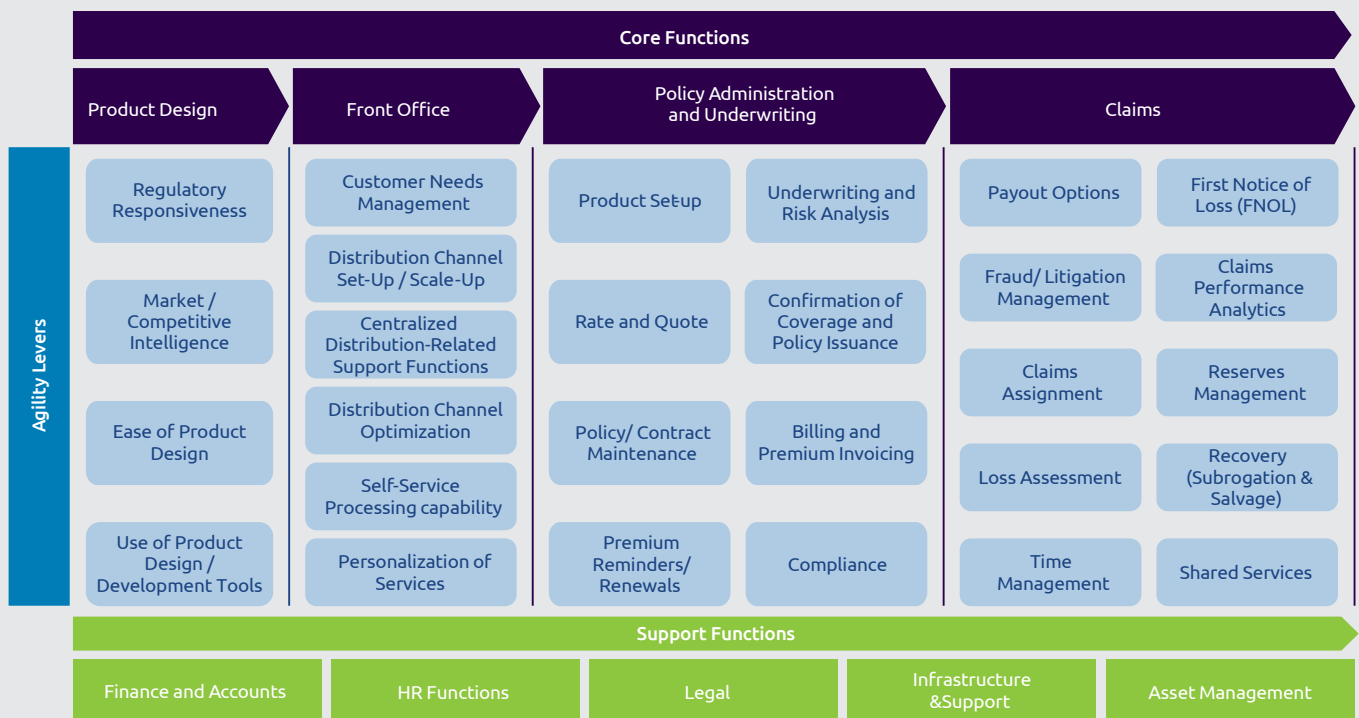 Core Functions
Product Design
Front Office
Policy Administration
and Underwriting
Claims
Agility Levers
Regulatory
Responsiveness
Market /
Competitive
Intelligence
Ease of Product
Design
Use of Product
Design /
Development Tools
Customer Needs
Management
Distribution Channel
Set-Up / Scale-Up
Centralized
Distribution-Related
Support Functions
Distribution Channel
Optimization
Self-Service
Processing capability
Personalization of
Services
Product Set-up
Underwriting and
Risk Analysis
Rate and Quote
Confirmation of
Coverage and
Policy Issuance
Policy/ Contract
Maintenance
Billing and
Premium Invoicing
Premium
Reminders/
Renewals
Compliance
Payout Options
First Notice of
Loss (FNOL)
Fraud/ Litigation
Management
Claims
Performance
Analytics
Claims
Assignment
Reserves
Management
Loss Assessment
Recovery
(Subrogation &
Salvage)
Time
Management
Shared Services
Support Functions
Finance and Accounts
HR Functions
Legal
Infrastructure
&Support
Asset Management